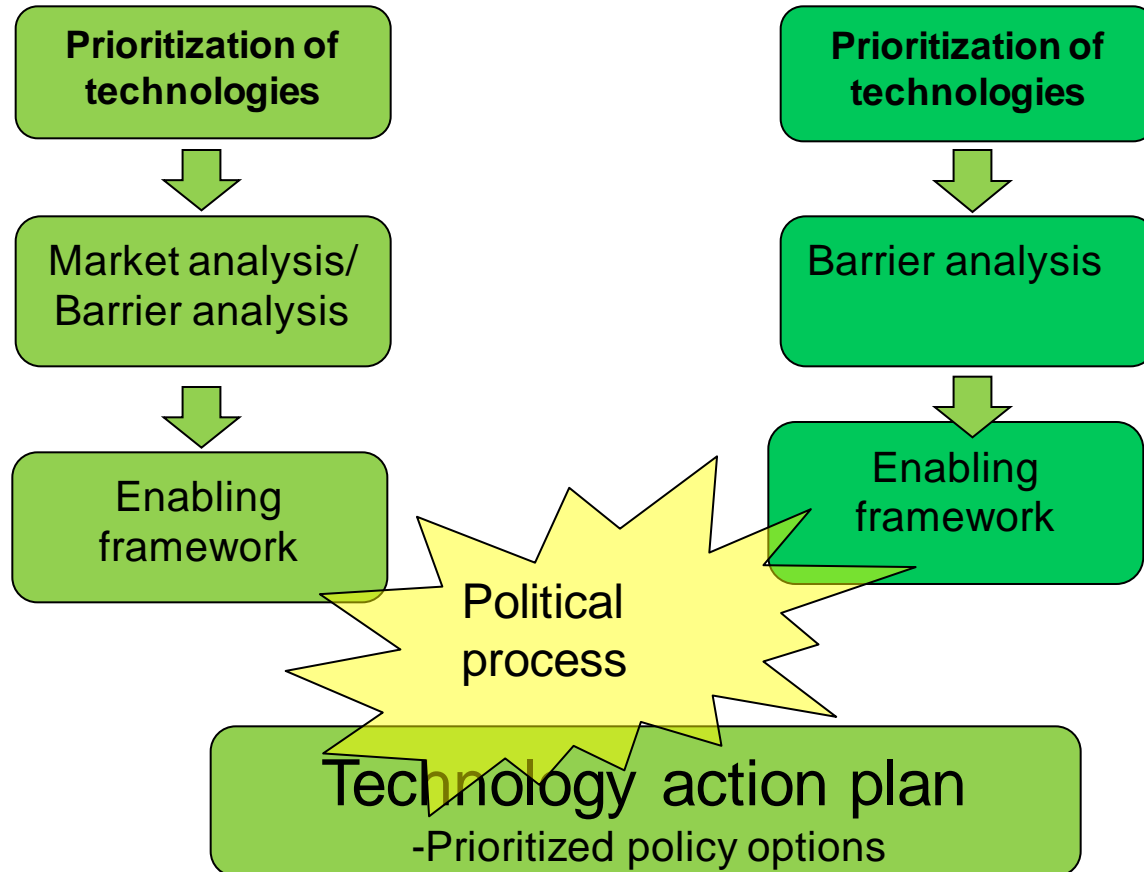 Prioritization of
technologies
Prioritization of
technologies
Market analysis/
Barrier analysis
Barrier analysis
Enabling
framework
Enabling
framework
Political
process
Technology action plan
-Prioritized policy options